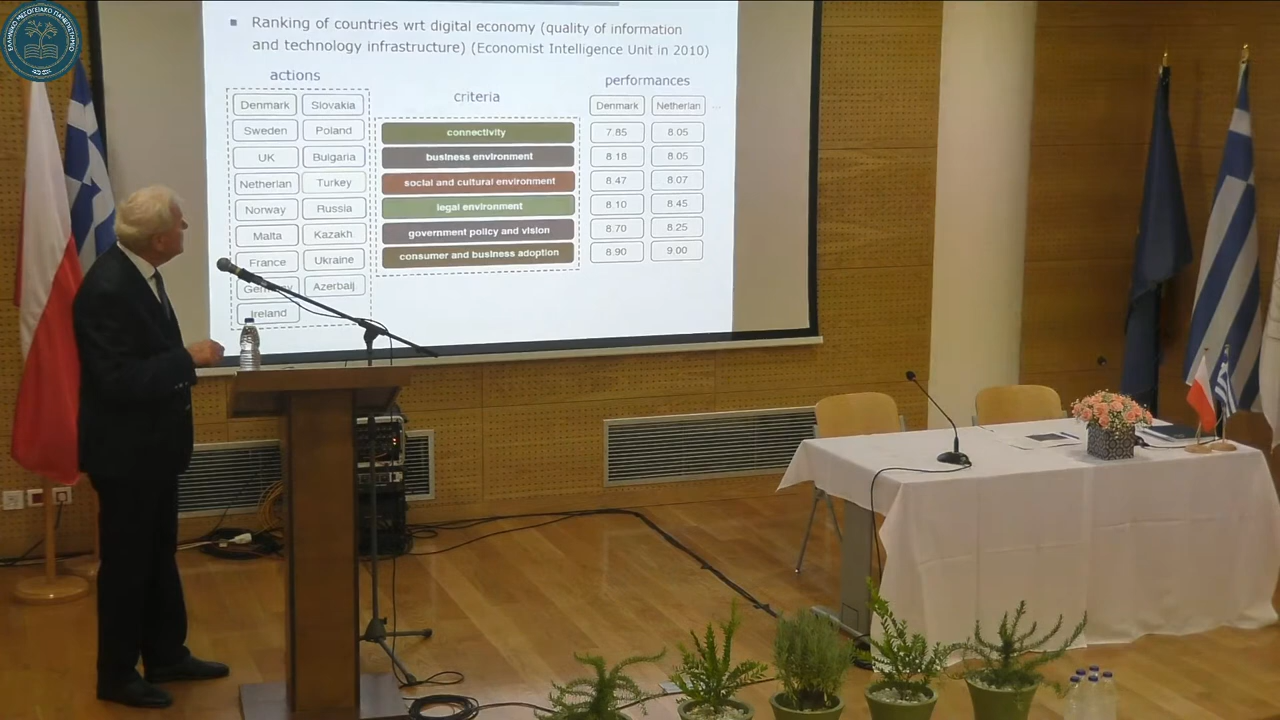 ΕΛΛΗΝΙΚΟ ΜΕΣΟΓΕΙΑΚΟ ΠΑΝΕΠΙΣΤΗΜΙΟ
Ranking of countries wrt digital economy (quality of information
and technology infrastructure) (Economist Intelligence Unit in 2010)
actions
criteria
performances
Denmark Slovakia
Sweden Poland
UK Bulgaria
Netherlan Turkey
Norway Russia
Malta Kazakh.
France Ukraine
Germany Azerbaij
Ireland
connectivity
business environment
social and cultural environment
legal environment
government policy and vision
consumer and business adoption
Denmark Netherlan ...
7.85 8.05
8.18 8.05
8.47 8.07
8.10 8.45
8.70 8.25
8.90 9.00